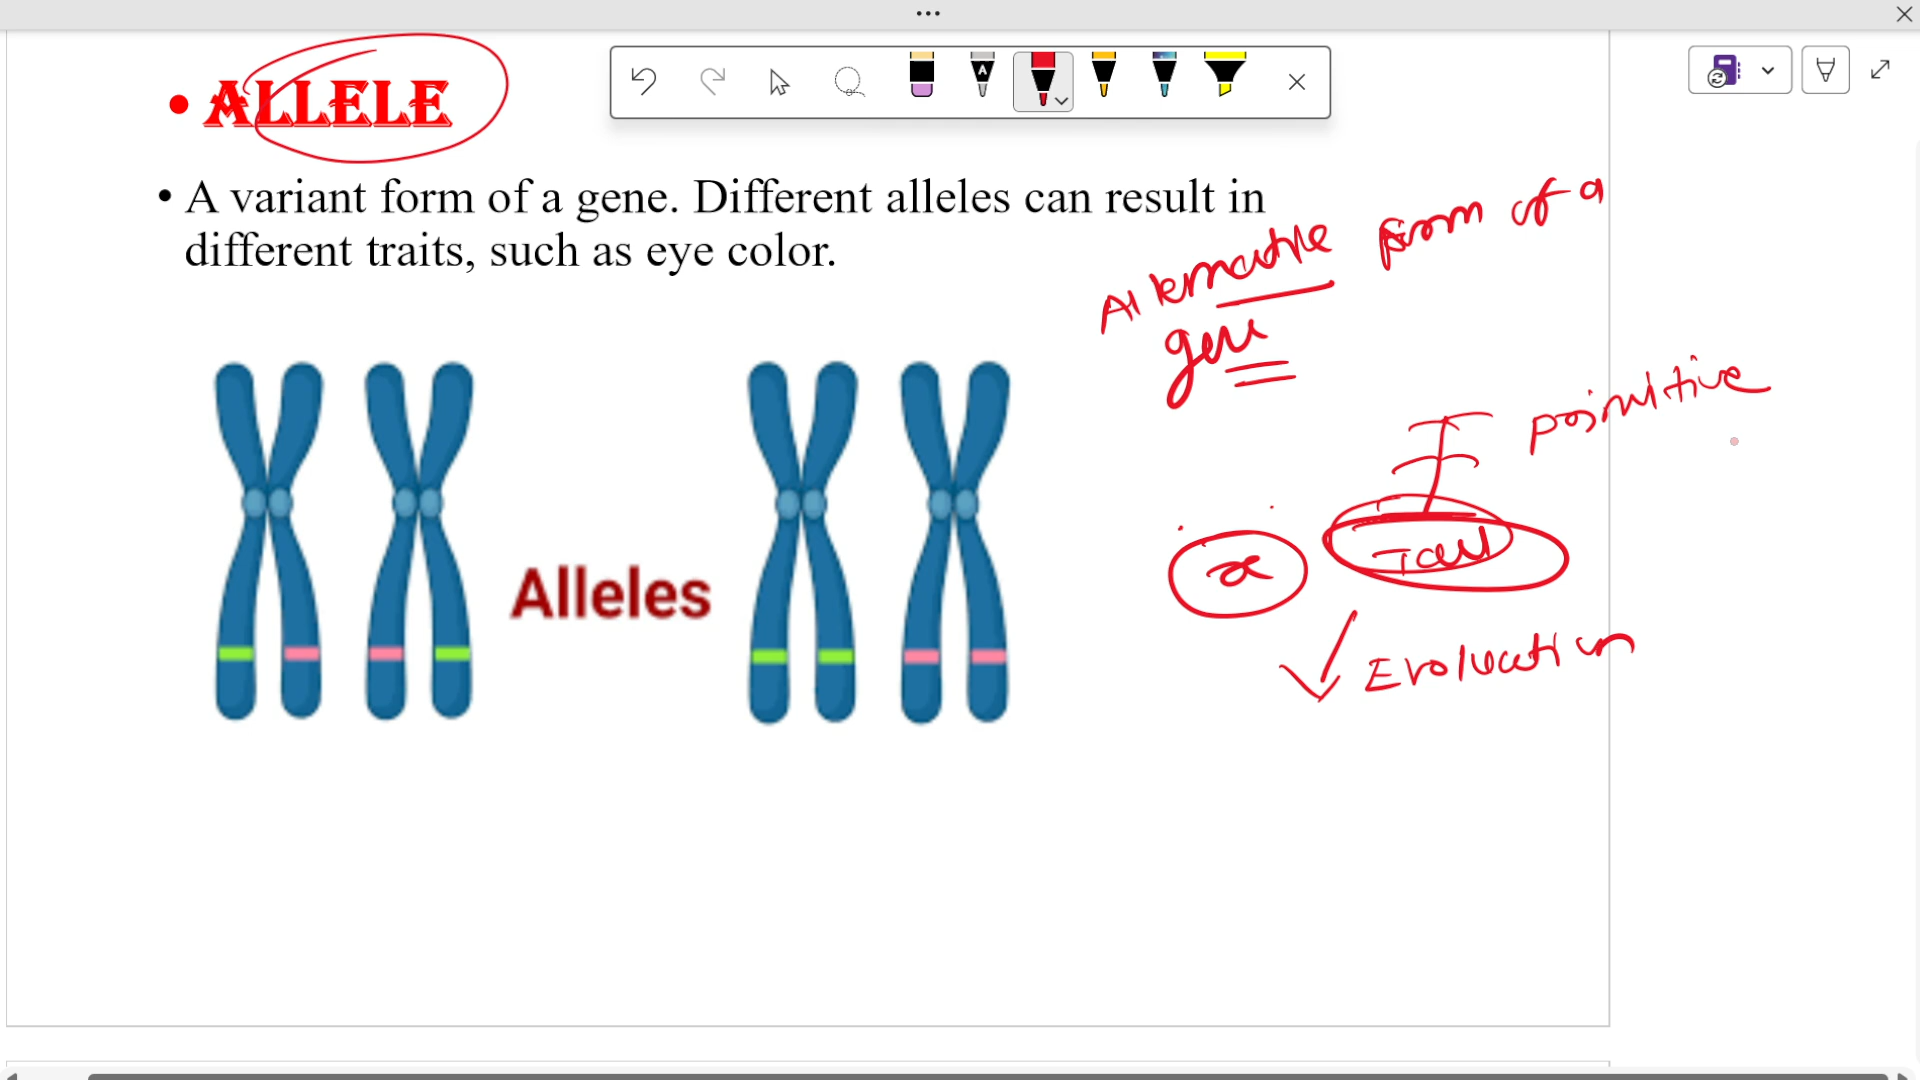 • ALLELE
• A variant form of a gene. Different alleles can result in
different traits, such as eye color.
Alternative form of a
gene
primitive
Tall
Alleles
Evoluation